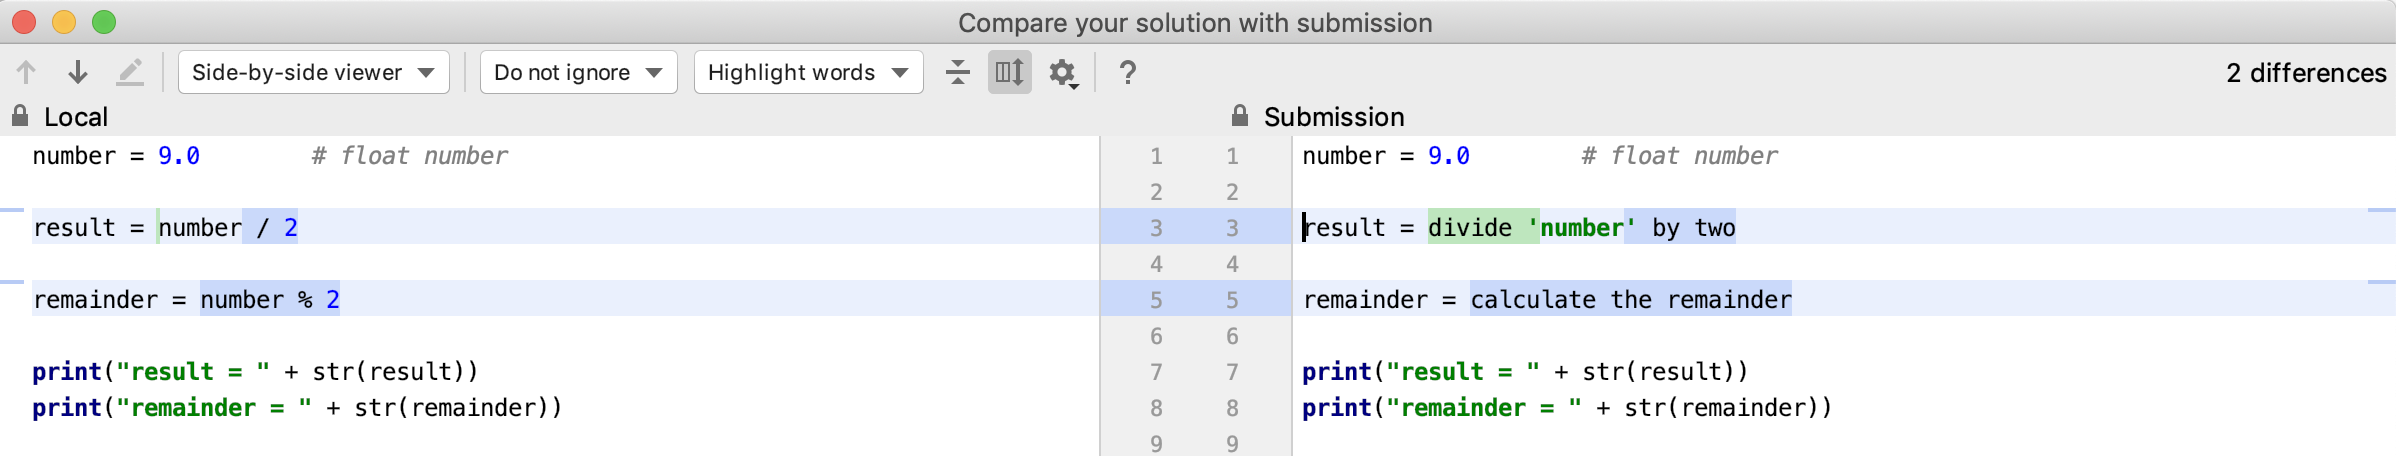 Compare your solution with submission
Side-by-side viewer Do not ignore Highlight words ? 2 differences
Local Submission
number = 9.0 # float number 1 1 number = 9.0 # float number
2 2
result = number / 2 3 3 result = divide 'number' by two
4 4
remainder = number % 2 5 5 remainder = calculate the remainder
6 6
print("result = " + str(result)) 7 7 print("result = " + str(result))
print("remainder = " + str(remainder)) 8 8 print("remainder = " + str(remainder))
9 9